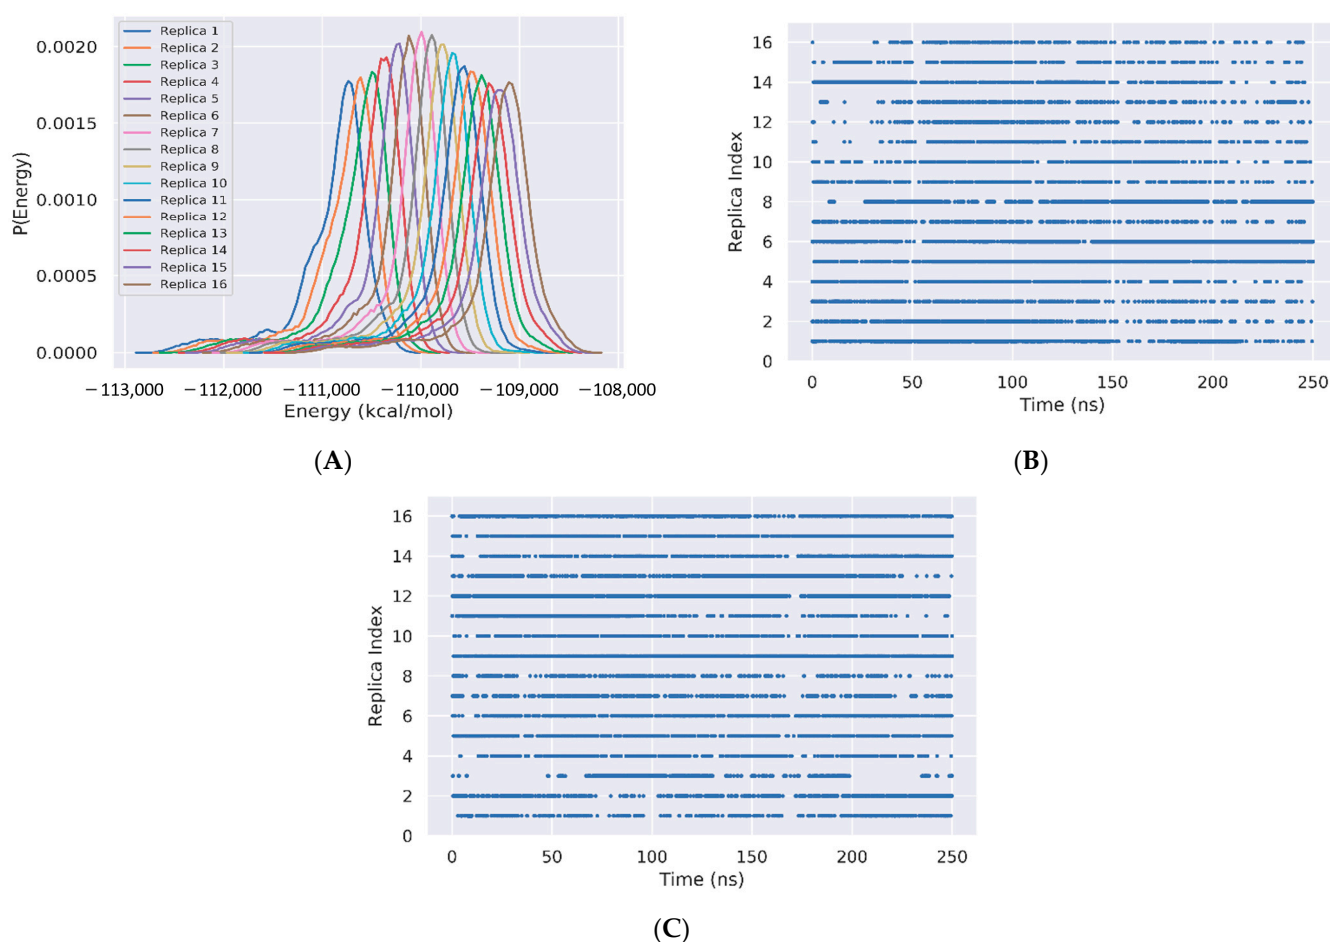 Replica 1
Replica 2
Replica 3
Replica 4
Replica 5
Replica 6
Replica 7
Replica 8
Replica 9
Replica 10
Replica 11
Replica 12
Replica 13
Replica 14
Replica 15
Replica 16
0.0020
0.0015
0.0010
0.0005
0.0000
P(Energy)
−113,000 −112,000 −111,000 −110,000 −109,000 −108,000
Energy (kcal/mol)
(A)
16
14
12
10
8
6
4
2
0
Replica Index
0 50 100 150 200 250
Time (ns)
(B)
16
14
12
10
8
6
4
2
0
Replica Index
0 50 100 150 200 250
Time (ns)
(C)